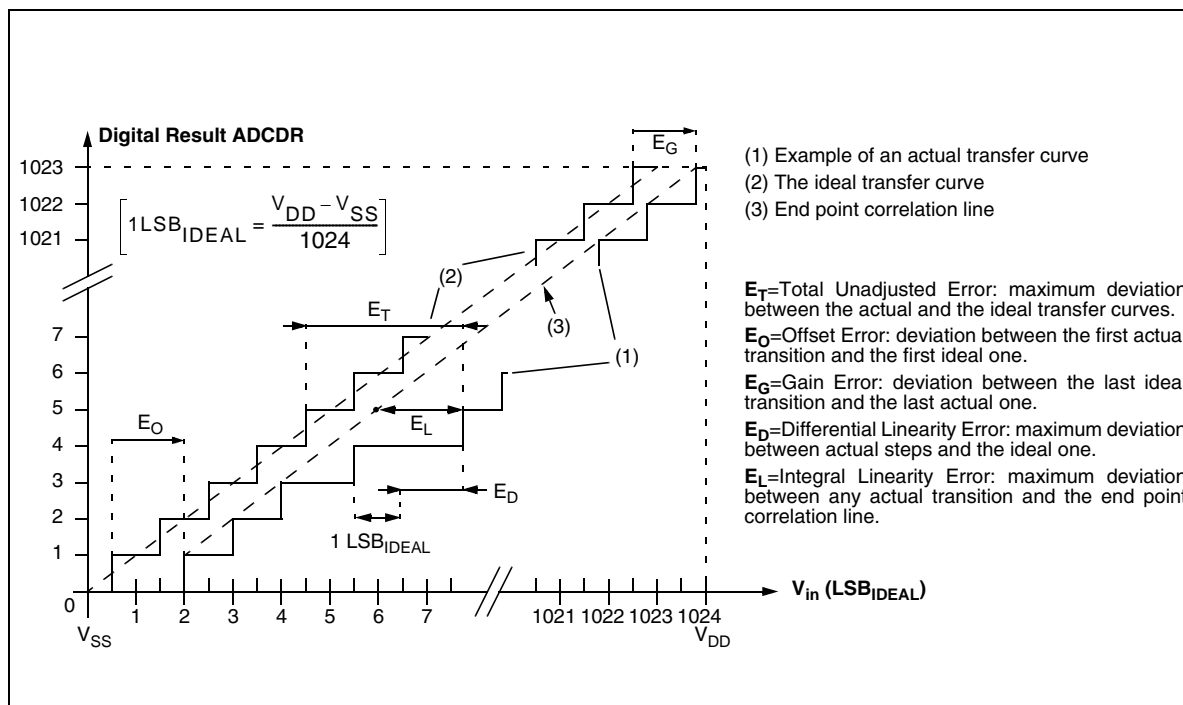 Digital Result ADCDR
E_G
1023
1022
1021
[1LSB_IDEAL = (V_DD – V_SS) / 1024]
(1) Example of an actual transfer curve
(2) The ideal transfer curve
(3) End point correlation line
(2)
E_T
(3)
(1)
7
6
5
4
3
2
1
0
E_O
E_L
E_D
1 LSB_IDEAL
E_T=Total Unadjusted Error: maximum deviation
between the actual and the ideal transfer curves.
E_O=Offset Error: deviation between the first actual
transition and the first ideal one.
E_G=Gain Error: deviation between the last ideal
transition and the last actual one.
E_D=Differential Linearity Error: maximum deviation
between actual steps and the ideal one.
E_L=Integral Linearity Error: maximum deviation
between any actual transition and the end point
correlation line.
1 2 3 4 5 6 7 1021 1022 1023 1024
V_in (LSB_IDEAL)
V_SS
V_DD